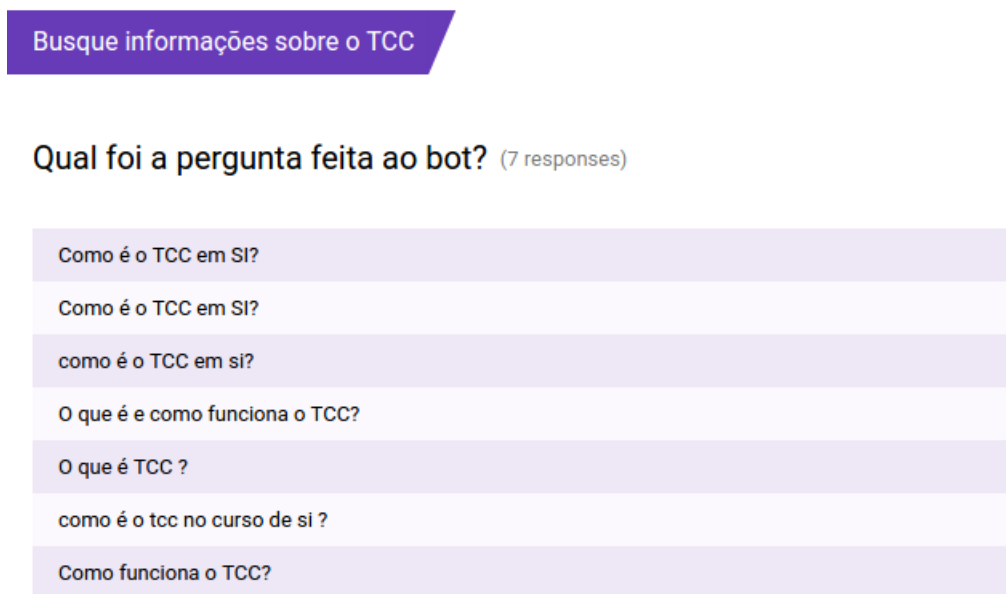 Busque informações sobre o TCC
Qual foi a pergunta feita ao bot? (7 responses)
Como é o TCC em SI?
Como é o TCC em SI?
como é o TCC em si?
O que é e como funciona o TCC?
O que é TCC ?
como é o tcc no curso de si ?
Como funciona o TCC?